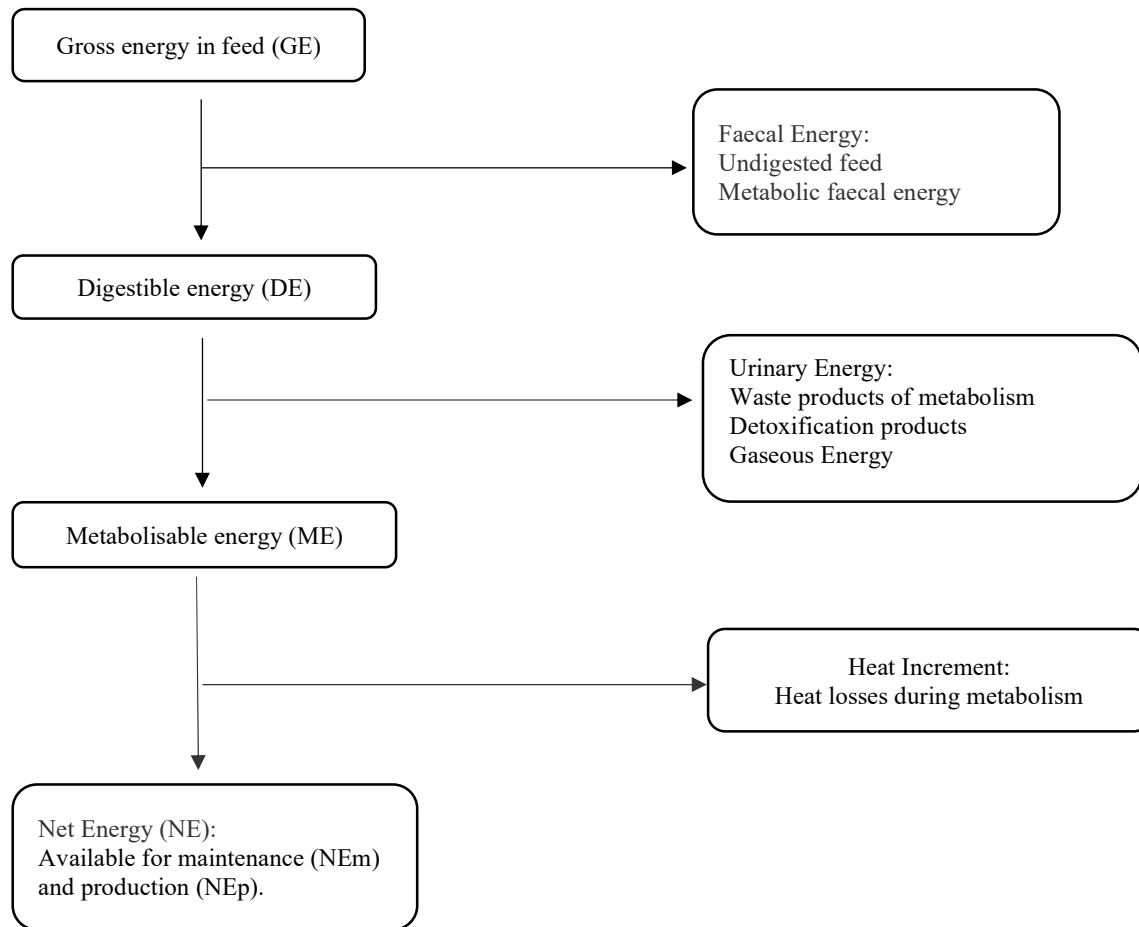 Gross energy in feed (GE)
Faecal Energy:
Undigested feed
Metabolic faecal energy
Digestible energy (DE)
Urinary Energy:
Waste products of metabolism
Detoxification products
Gaseous Energy
Metabolisable energy (ME)
Heat Increment:
Heat losses during metabolism
Net Energy (NE):
Available for maintenance (NEm)
and production (NEp).